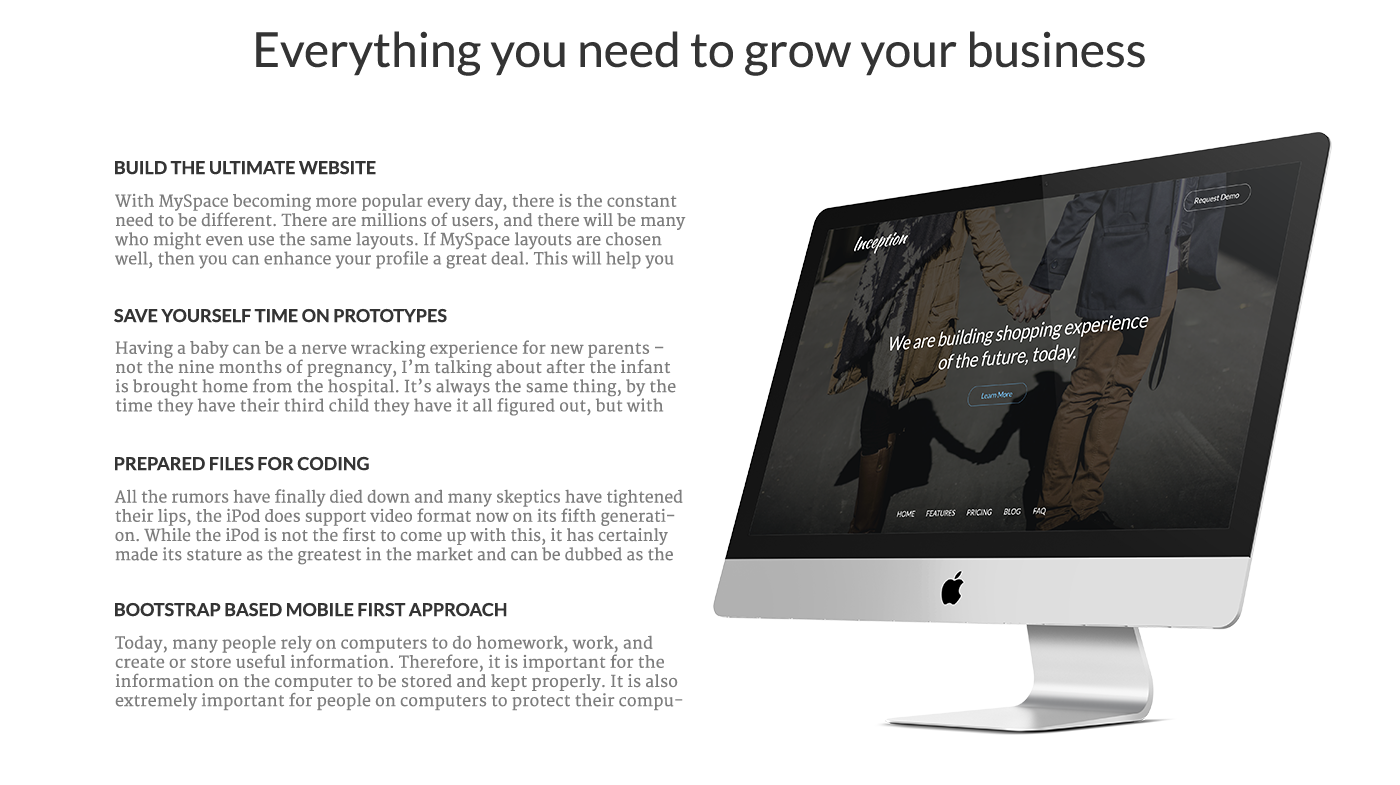 Everything you need to grow your business
BUILD THE ULTIMATE WEBSITE
With MySpace becoming more popular every day, there is the constant
need to be different. There are millions of users, and there will be many
who might even use the same layouts. If MySpace layouts are chosen
well, then you can enhance your profile a great deal. This will help you
SAVE YOURSELF TIME ON PROTOTYPES
Having a baby can be a nerve wracking experience for new parents –
not the nine months of pregnancy, I’m talking about after the infant
is brought home from the hospital. It’s always the same thing, by the
time they have their third child they have it all figured out, but with
PREPARED FILES FOR CODING
All the rumors have finally died down and many skeptics have tightened
their lips, the iPod does support video format now on its fifth generati-
on. While the iPod is not the first to come up with this, it has certainly
made its stature as the greatest in the market and can be dubbed as the
BOOTSTRAP BASED MOBILE FIRST APPROACH
Today, many people rely on computers to do homework, work, and
create or store useful information. Therefore, it is important for the
information on the computer to be stored and kept properly. It is also
extremely important for people on computers to protect their compu-
Request Demo
Inception
We are building shopping experience
of the future, today.
Learn More
HOME FEATURES PRICING BLOG FAQ